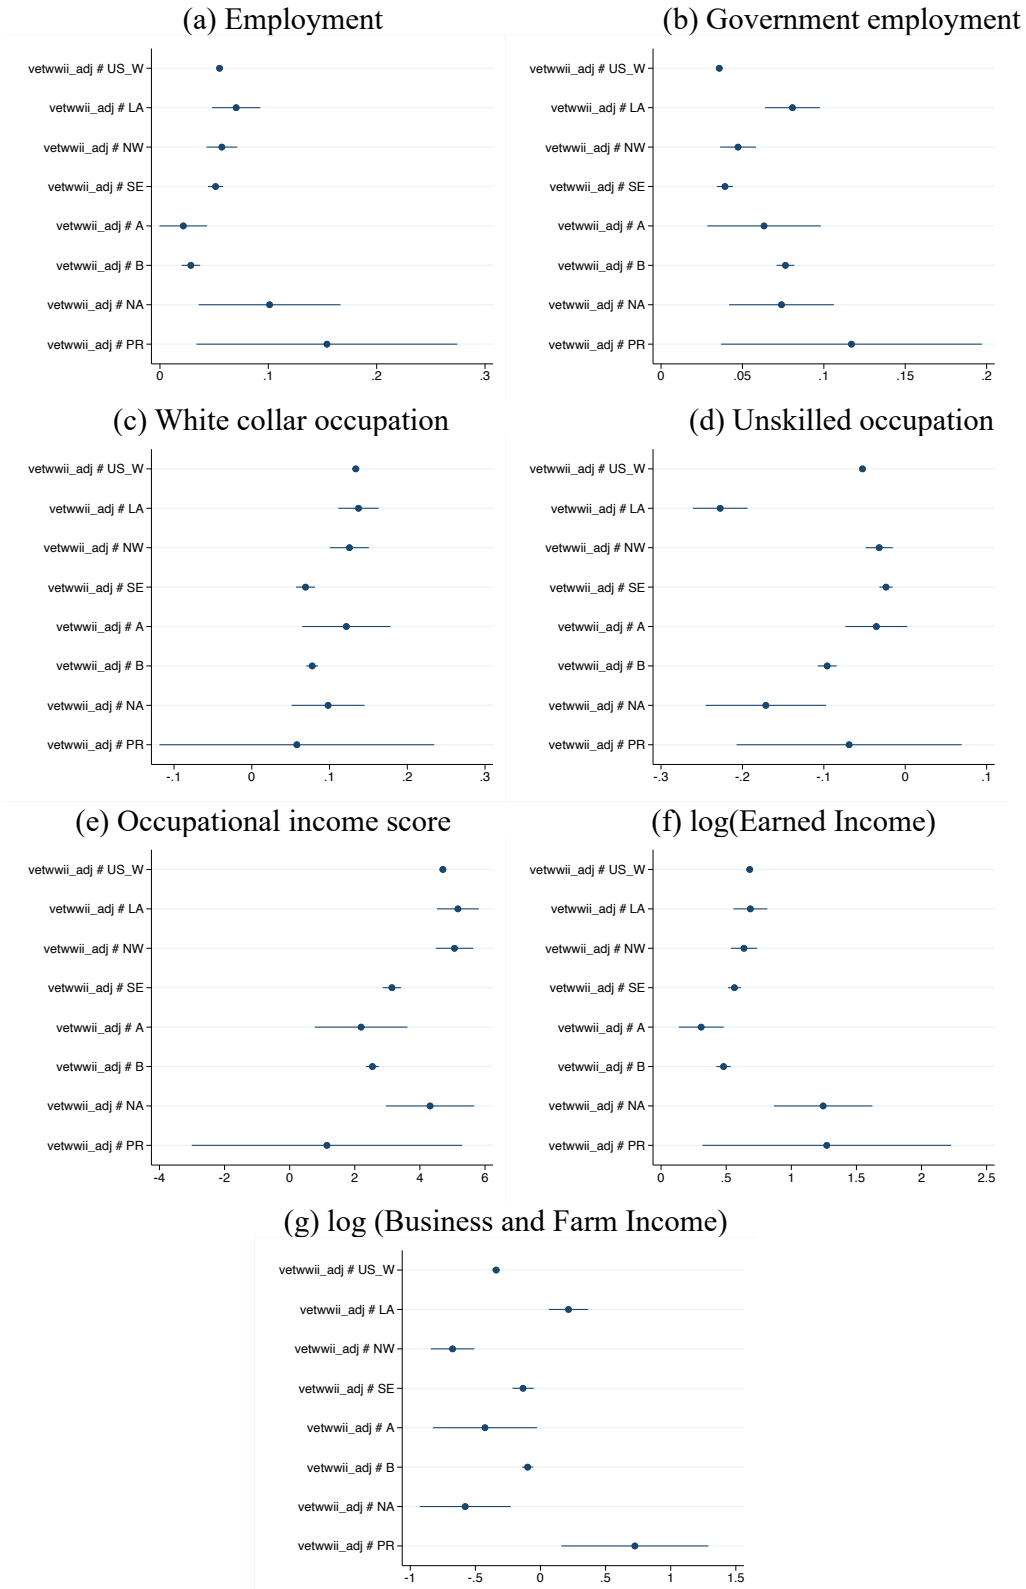 (a) Employment
vetwwii_adj # US_W
vetwwii_adj # LA
vetwwii_adj # NW
vetwwii_adj # SE
vetwwii_adj # A
vetwwii_adj # B
vetwwii_adj # NA
vetwwii_adj # PR
0 .1 .2 .3
(b) Government employment
vetwwii_adj # US_W
vetwwii_adj # LA
vetwwii_adj # NW
vetwwii_adj # SE
vetwwii_adj # A
vetwwii_adj # B
vetwwii_adj # NA
vetwwii_adj # PR
0 .05 .1 .15 .2
(c) White collar occupation
vetwwii_adj # US_W
vetwwii_adj # LA
vetwwii_adj # NW
vetwwii_adj # SE
vetwwii_adj # A
vetwwii_adj # B
vetwwii_adj # NA
vetwwii_adj # PR
-.1 0 .1 .2 .3
(d) Unskilled occupation
vetwwii_adj # US_W
vetwwii_adj # LA
vetwwii_adj # NW
vetwwii_adj # SE
vetwwii_adj # A
vetwwii_adj # B
vetwwii_adj # NA
vetwwii_adj # PR
-.3 -.2 -.1 0 .1
(e) Occupational income score
vetwwii_adj # US_W
vetwwii_adj # LA
vetwwii_adj # NW
vetwwii_adj # SE
vetwwii_adj # A
vetwwii_adj # B
vetwwii_adj # NA
vetwwii_adj # PR
-4 -2 0 2 4 6
(f) log(Earned Income)
vetwwii_adj # US_W
vetwwii_adj # LA
vetwwii_adj # NW
vetwwii_adj # SE
vetwwii_adj # A
vetwwii_adj # B
vetwwii_adj # NA
vetwwii_adj # PR
0 .5 1 1.5 2 2.5
(g) log (Business and Farm Income)
vetwwii_adj # US_W
vetwwii_adj # LA
vetwwii_adj # NW
vetwwii_adj # SE
vetwwii_adj # A
vetwwii_adj # B
vetwwii_adj # NA
vetwwii_adj # PR
-1 -.5 0 .5 1 1.5